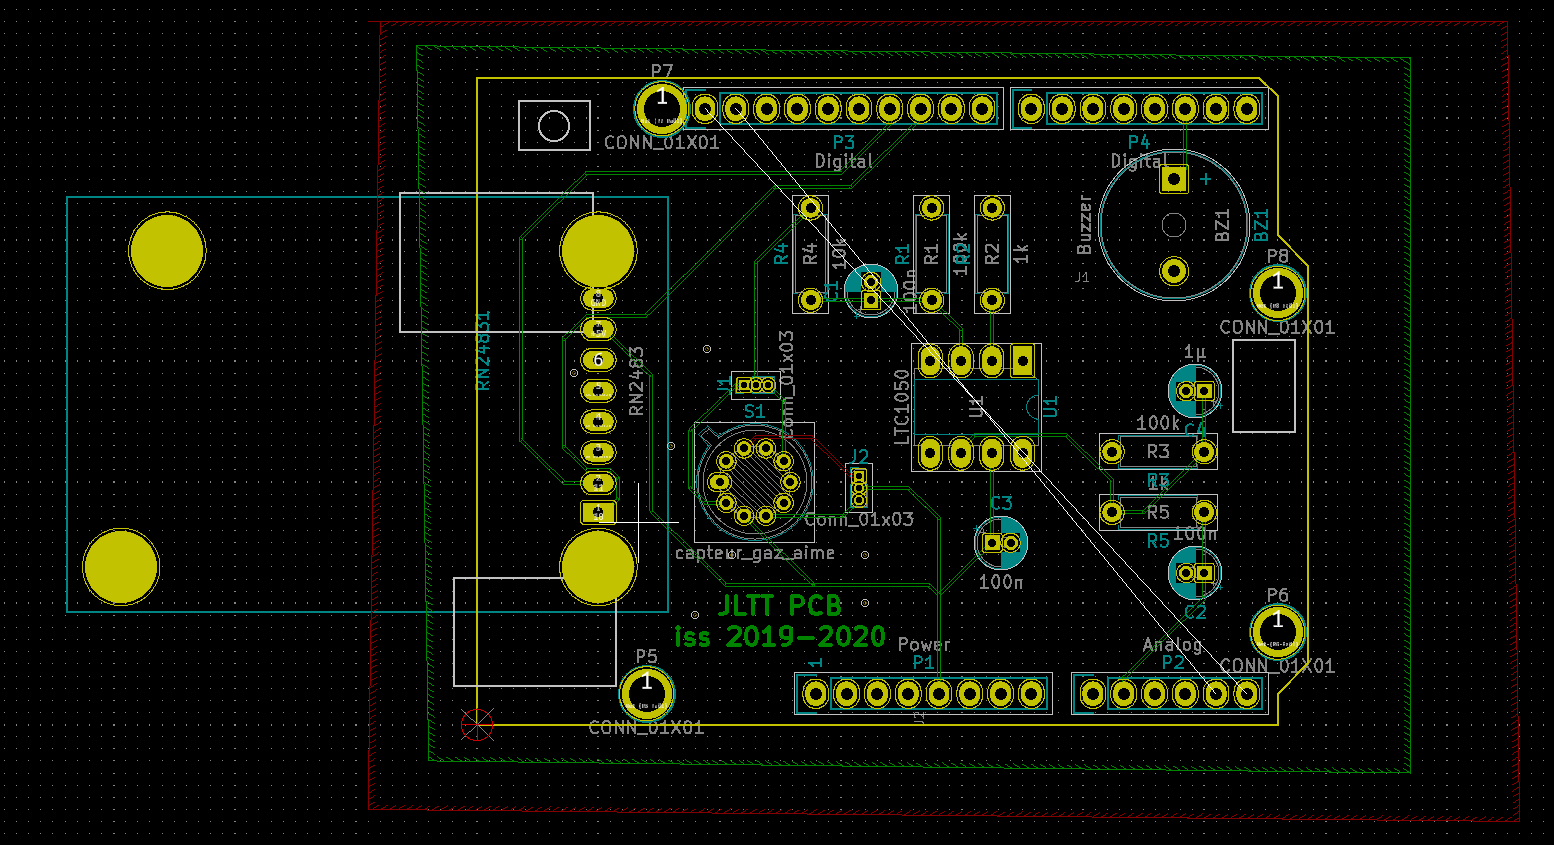 P7
1
CONN_01X01
P3
Digital
P4
Digital
+
Buzzer
BZ1
BZ1
J1
P8
1
CONN_01X01
R4
R4
10k
R1
R1
100k
R2
R2
1k
C1
100n
RN24831
RN2483
6
J1
Conn_01x03
S1
capteur_gaz_aime
J2
Conn_01x03
LTC1050
U1
U1
1µ
C4
100k
R3
R3
1k
R5
R5
100n
C2
C3
100n
JLTT PCB
iss 2019-2020
P6
1
CONN_01X01
Power
P1
1
J2
Analog
P2
P5
1
CONN_01X01